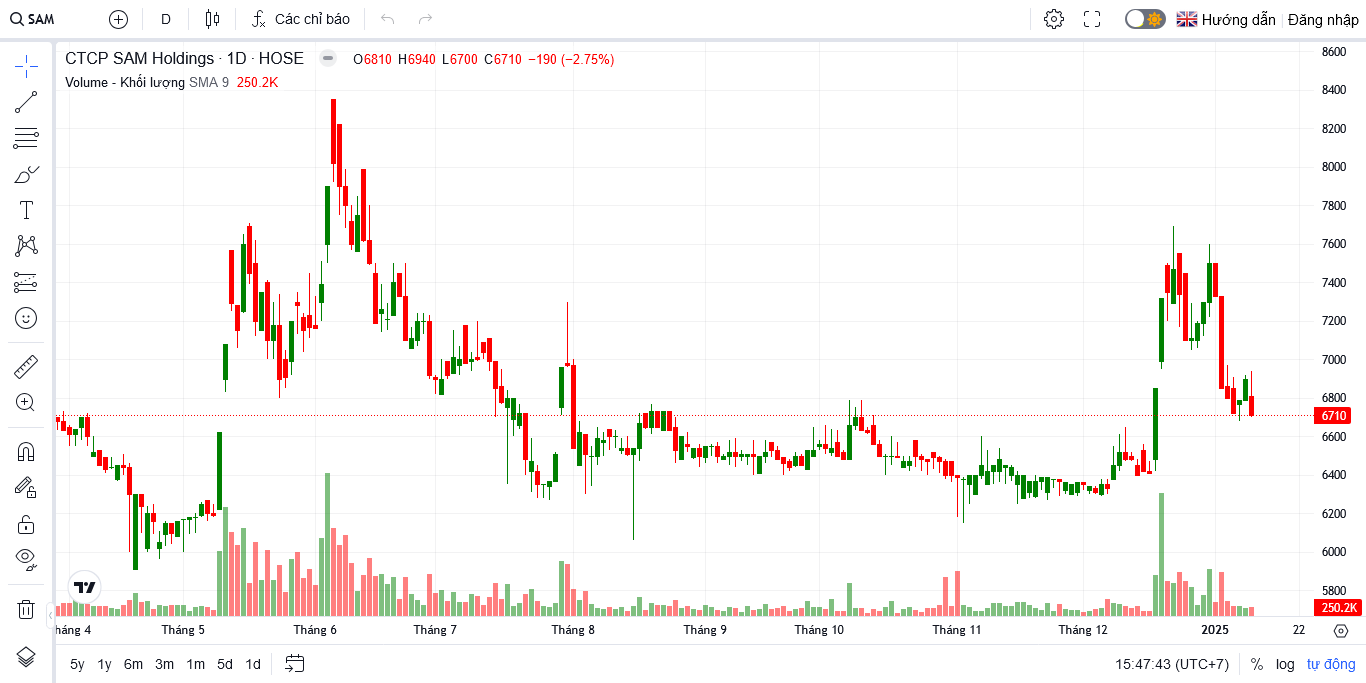 SAM D Các chỉ báo Hướng dẫn Đăng nhập
CTCP SAM Holdings · 1D · HOSE O6810 H6940 L6700 C6710 −190 (−2.75%)
Volume - Khối lượng SMA 9 250.2K
8600
8400
8200
8000
7800
7600
7400
7200
7000
6800
6710
6600
6400
6200
6000
5800
250.2K
háng 4 Tháng 5 Tháng 6 Tháng 7 Tháng 8 Tháng 9 Tháng 10 Tháng 11 Tháng 12 2025 22
5y 1y 6m 3m 1m 5d 1d 15:47:43 (UTC+7) % log tự động